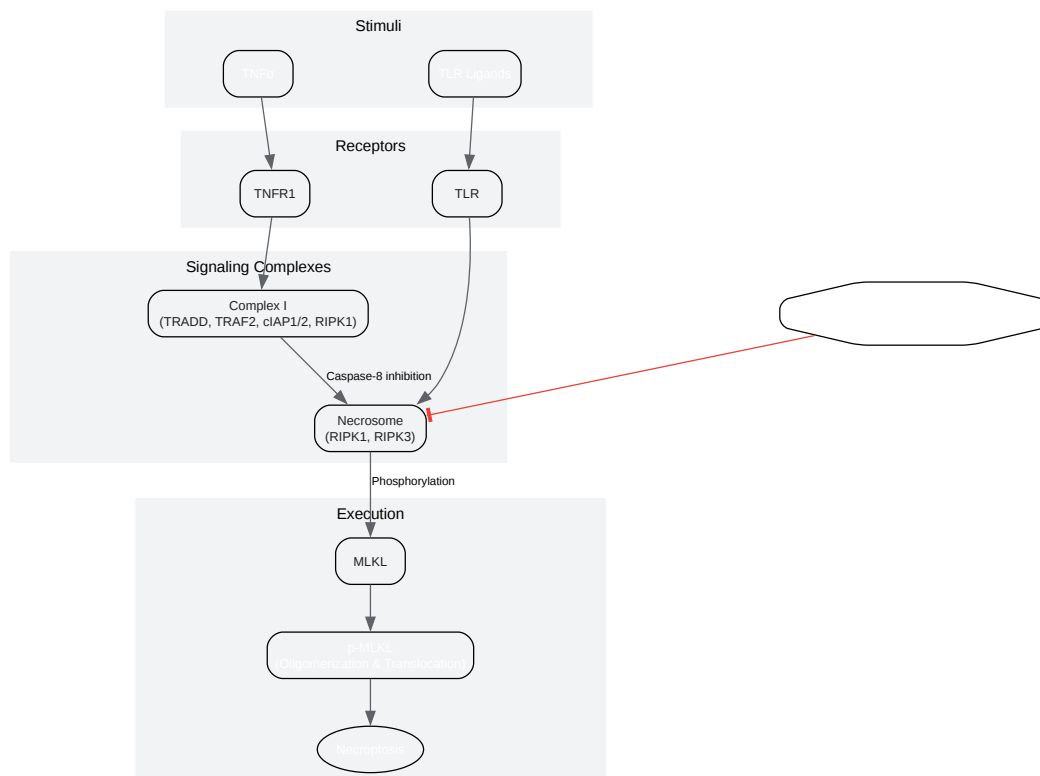 Stimuli
TNFα
TLR Ligands
Receptors
TNFR1
TLR
Signaling Complexes
Complex I
(TRADD, TRAF2, cIAP1/2, RIPK1)
Caspase-8 inhibition
Necrosome
(RIPK1, RIPK3)
Phosphorylation
Execution
MLKL
p-MLKL
(Oligomerization & Translocation)
Necroptosis